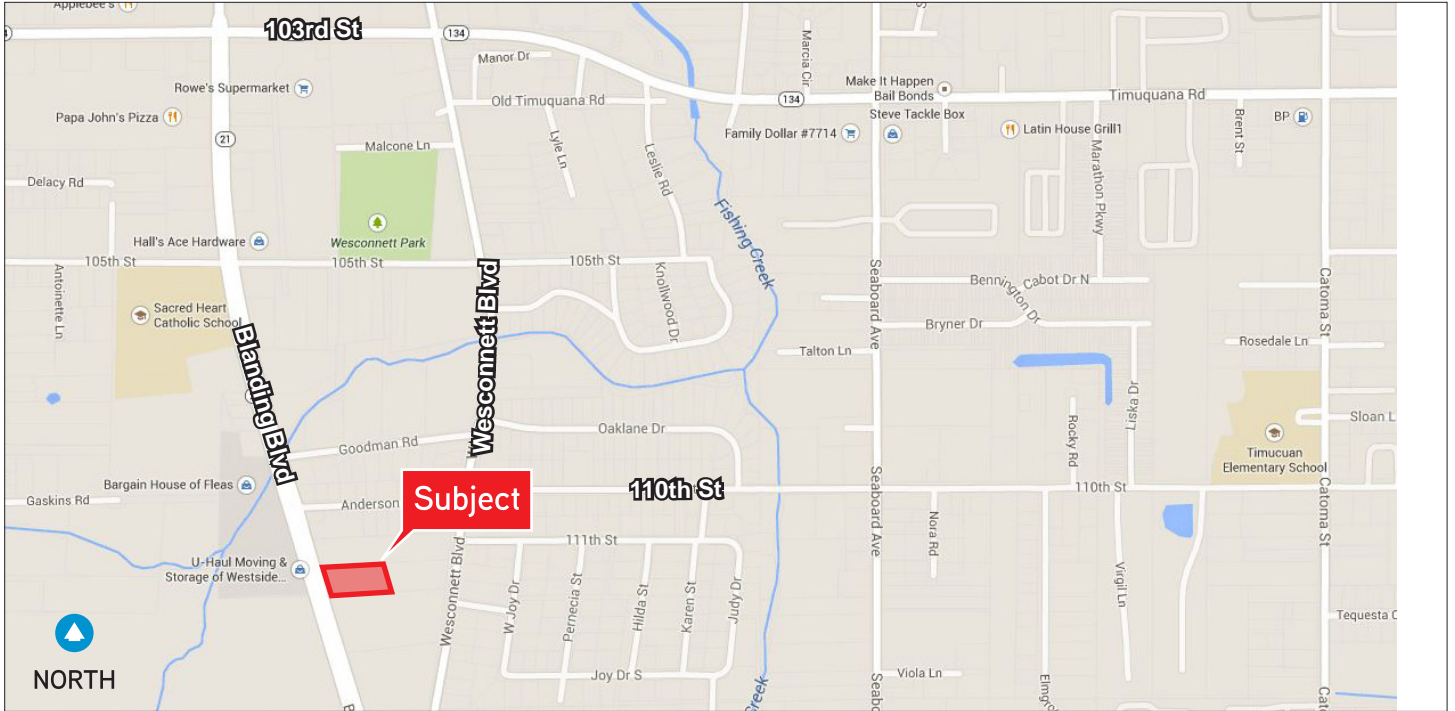 Applebee's
103rd St
134
Manor Dr
Marcia Cir
Rowe's Supermarket
Old Timuquana Rd
134
Make It Happen
Bail Bonds
Timuquana Rd
Papa John's Pizza
21
Lyle Ln
Family Dollar #7714
Steve Tackle Box
Latin House Grill1
Brent St
BP
Malcone Ln
Leslie Rd
Marathon Pkwy
Delacy Rd
Fishing Creek
Hall's Ace Hardware
Wesconnett Park
105th St
105th St
105th St
Antoinette Ln
Knollwood Dr
Seaboard Ave
Bennington Dr
Cabot Dr N
Catoma St
Sacred Heart
Catholic School
Wesconnett Blvd
Bryner Dr
Blanding Blvd
Talton Ln
Rosedale Ln
Liska Dr
Goodman Rd
Oaklane Dr
Rocky Rd
Sloan L
Timucuan
Elementary School
Bargain House of Fleas
Gaskins Rd
Anderson
Subject
110th St
110th St
Seaboard Ave
Catoma St
Nora Rd
111th St
U-Haul Moving &
Storage of Westside...
Wesconnett Blvd
W Joy Dr
Pernecia St
Hilda St
Karen St
Judy Dr
Virgil Ln
Tequesta C
NORTH
Joy Dr S
Viola Ln
Elmgro
Seabo
Cato
B
Creek